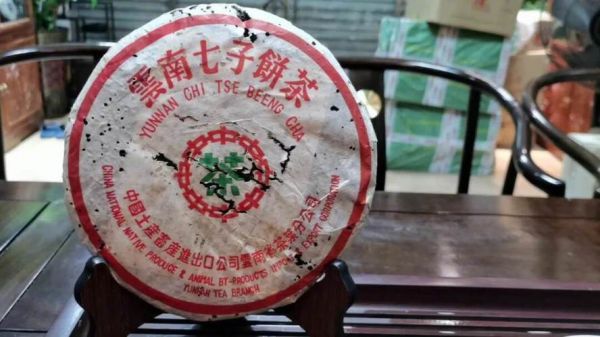 雲南七子餅茶
YUNNAN CHI TSE BEENG CHA
茶
中國土產畜產進出口公司雲南省茶葉分公司
CHINA NATIONAL NATIVE PRODUCE & ANIMAL BY-PRODUCTS IMPORT & EXPORT CORPORATION
YUNNAN TEA BRANCH